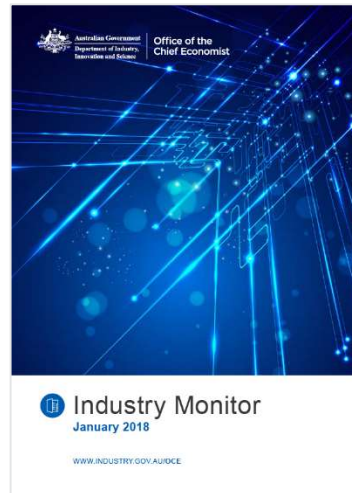 Australian Government
Department of Industry,
Innovation and Science
Office of the
Chief Economist
Industry Monitor
January 2018
WWW.INDUSTRY.GOV.AU/OCE